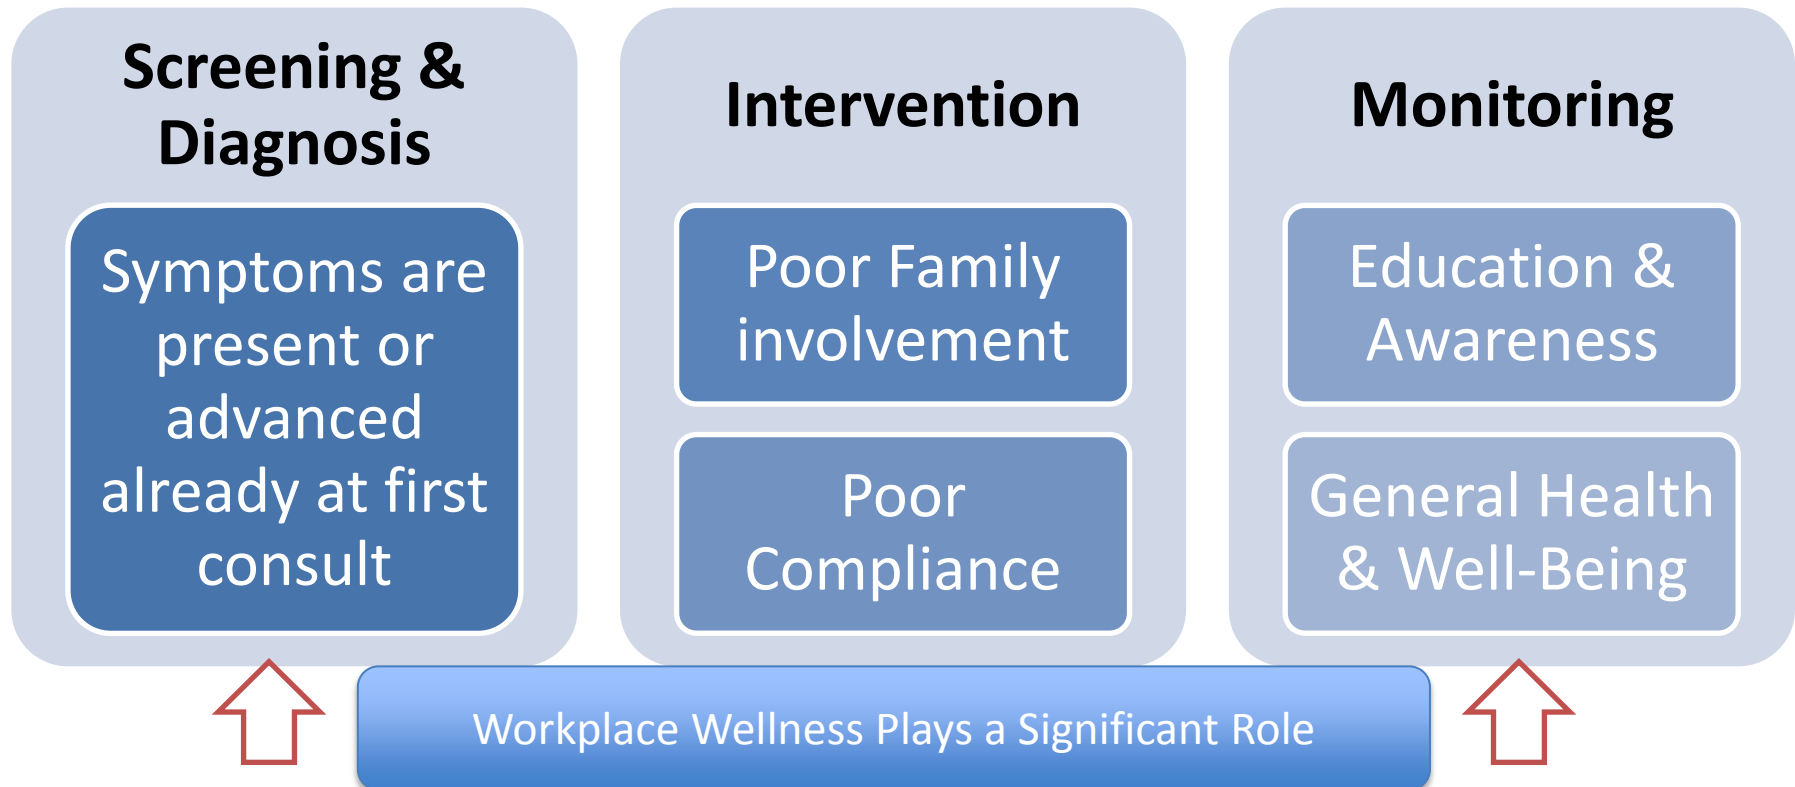 Screening &
Diagnosis
Symptoms are
present or
advanced
already at first
consult
Intervention
Poor Family
involvement
Poor
Compliance
Monitoring
Education &
Awareness
General Health
& Well-Being
Workplace Wellness Plays a Significant Role